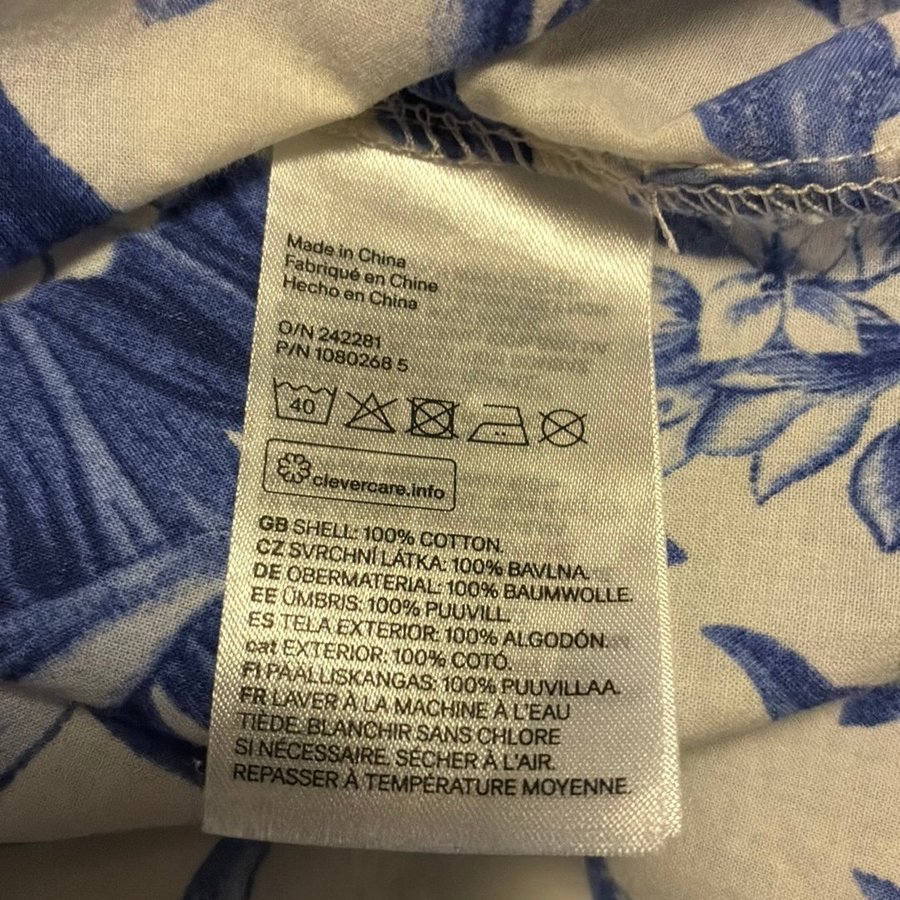 Made in China
Fabriqué en Chine
Hecho en China
O/N 242281
P/N 1080268 5
40
clevercare.info
GB SHELL: 100% COTTON.
CZ SVRCHNÍ LÁTKA: 100% BAVLNA.
DE OBERMATERIAL: 100% BAUMWOLLE.
EE ÜMBRIS: 100% PUUVILL.
ES TELA EXTERIOR: 100% ALGODÓN.
cat EXTERIOR: 100% COTÓ.
FI PÄÄLLISKANGAS: 100% PUUVILLAA.
FR LAVER À LA MACHINE À L'EAU
TIÈDE. BLANCHIR SANS CHLORE
SI NÉCESSAIRE. SÉCHER À L'AIR.
REPASSER À TEMPÉRATURE MOYENNE.